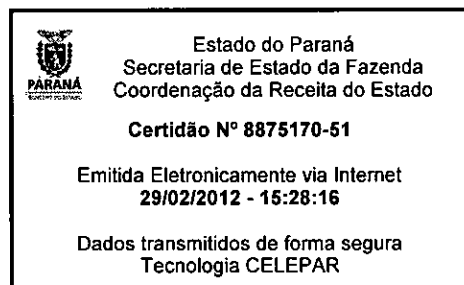 Estado do Paraná
Secretaria de Estado da Fazenda
Coordenação da Receita do Estado
PARANÁ
Certidão Nº 8875170-51
Emitida Eletronicamente via Internet
29/02/2012 - 15:28:16
Dados transmitidos de forma segura
Tecnologia CELEPAR